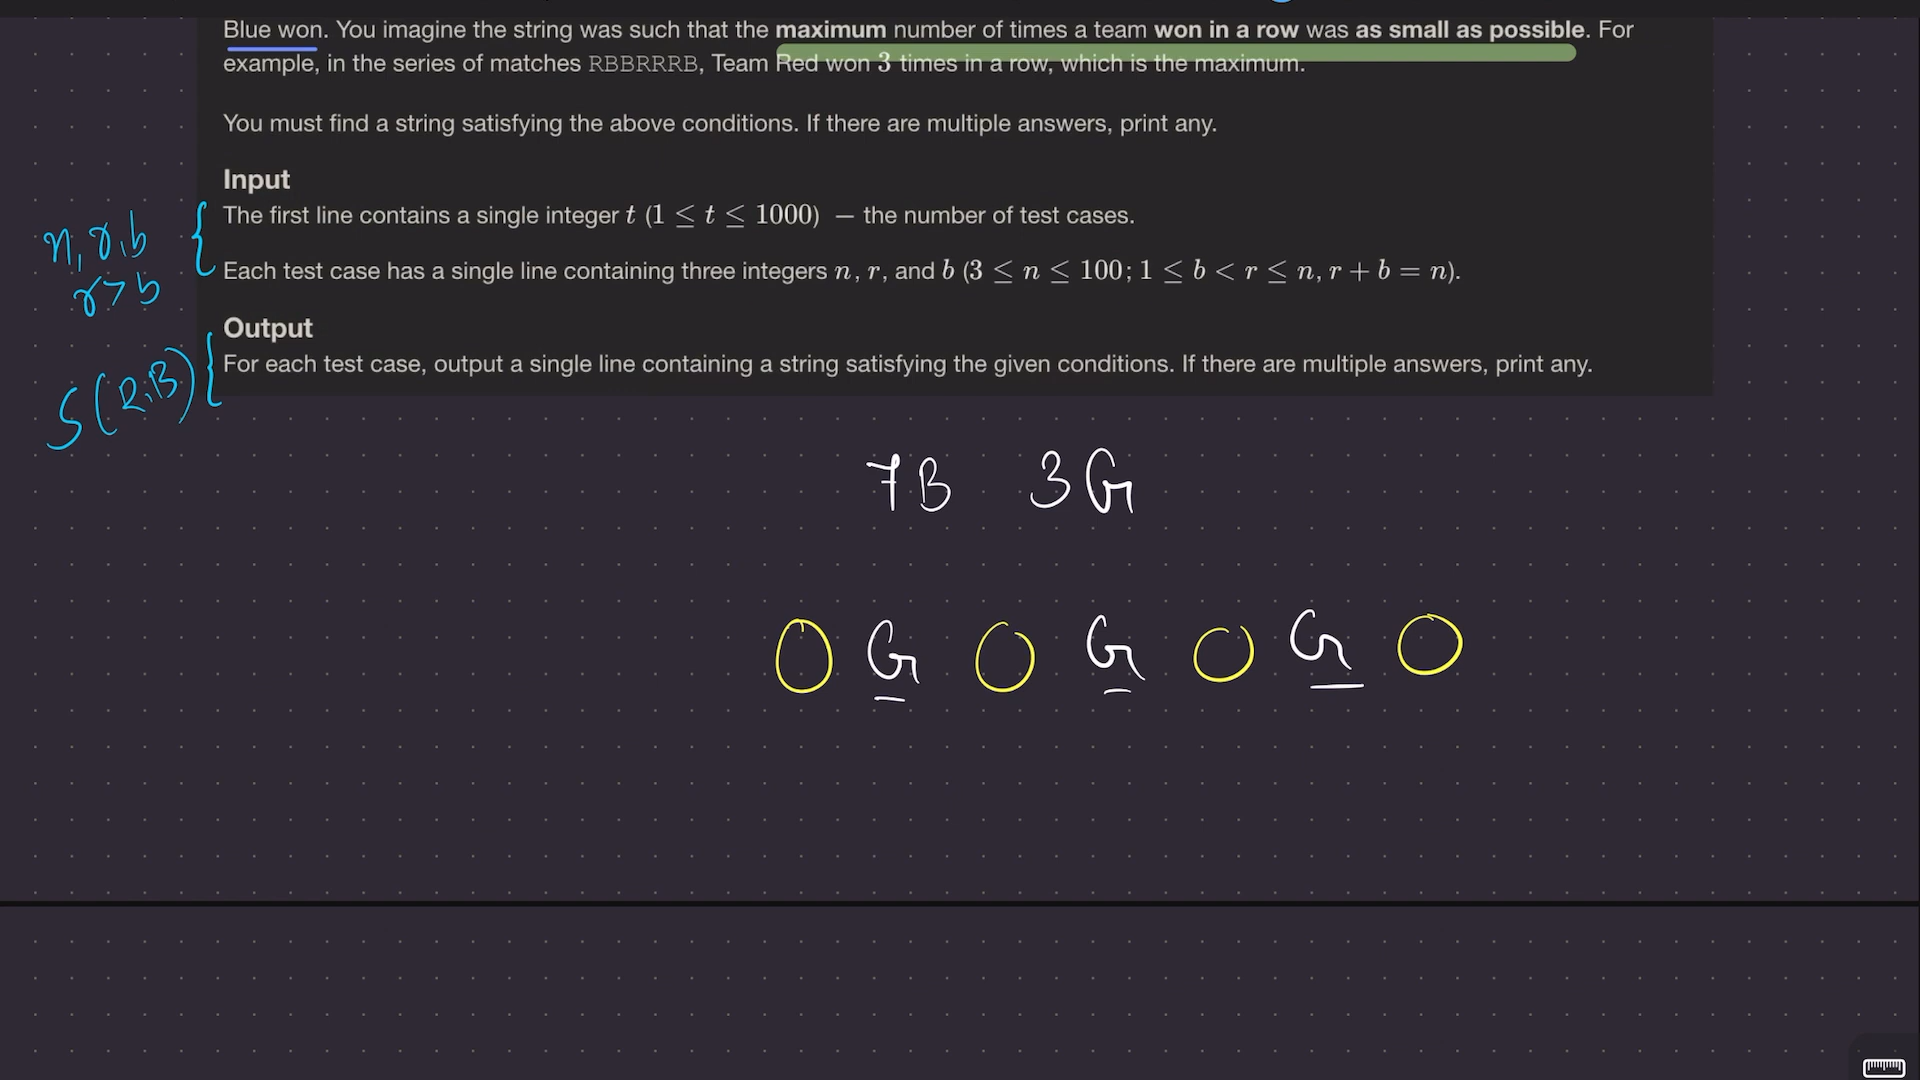 Blue won. You imagine the string was such that the maximum number of times a team won in a row was as small as possible. For
example, in the series of matches RBBRRRB, Team Red won 3 times in a row, which is the maximum.
You must find a string satisfying the above conditions. If there are multiple answers, print any.
Input
The first line contains a single integer t (1 ≤ t ≤ 1000) — the number of test cases.
n, r, b
Each test case has a single line containing three integers n, r, and b (3 ≤ n ≤ 100; 1 ≤ b < r ≤ n, r + b = n).
r > b
Output
For each test case, output a single line containing a string satisfying the given conditions. If there are multiple answers, print any.
S(R,B)
7B 3G
O G O G O G O